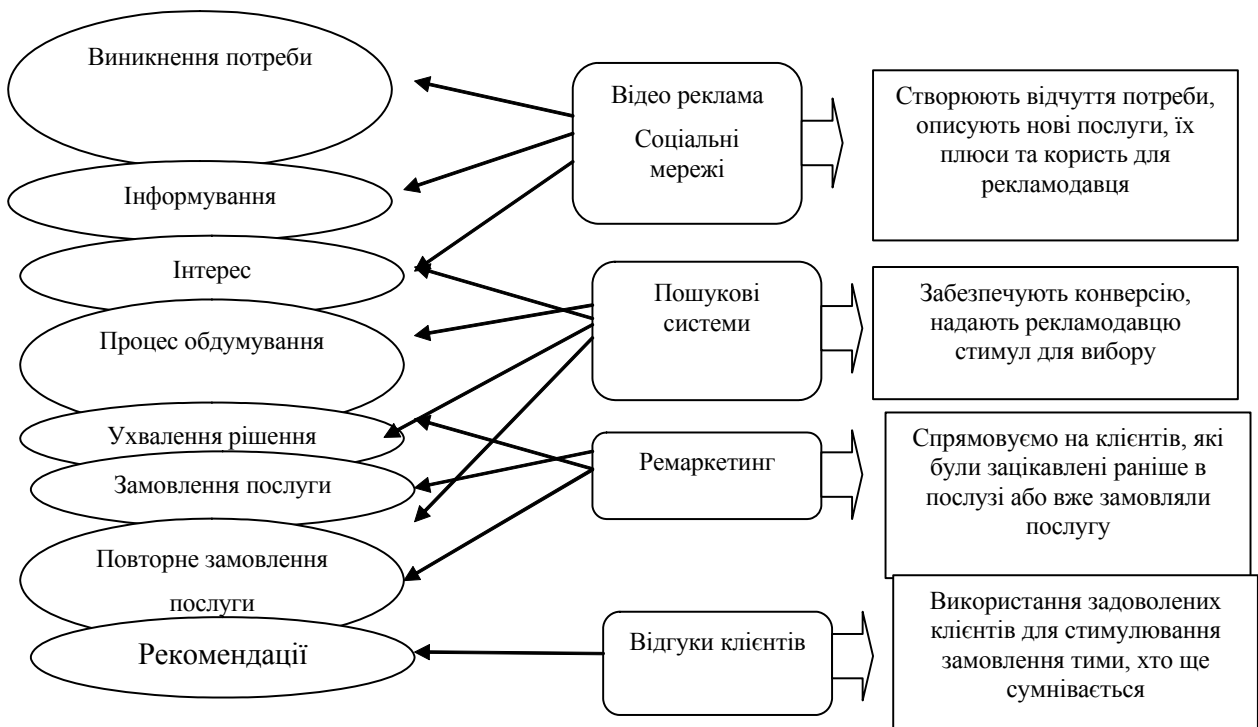 Виникнення потреби
Інформування
Інтерес
Процес обдумування
Ухвалення рішення
Замовлення послуги
Повторне замовлення
послуги
Рекомендації
Відео реклама
Соціальні
мережі
Пошукові
системи
Ремаркетинг
Відгуки клієнтів
Створюють відчуття потреби,
описують нові послуги, їх
плюси та користь для
рекламодавця
Забезпечують конверсію,
надають рекламодавцю
стимул для вибору
Спрямовуємо на клієнтів, які
були зацікавлені раніше в
послузі або вже замовляли
послугу
Використання задоволених
клієнтів для стимулювання
замовлення тими, хто ще
сумнівається